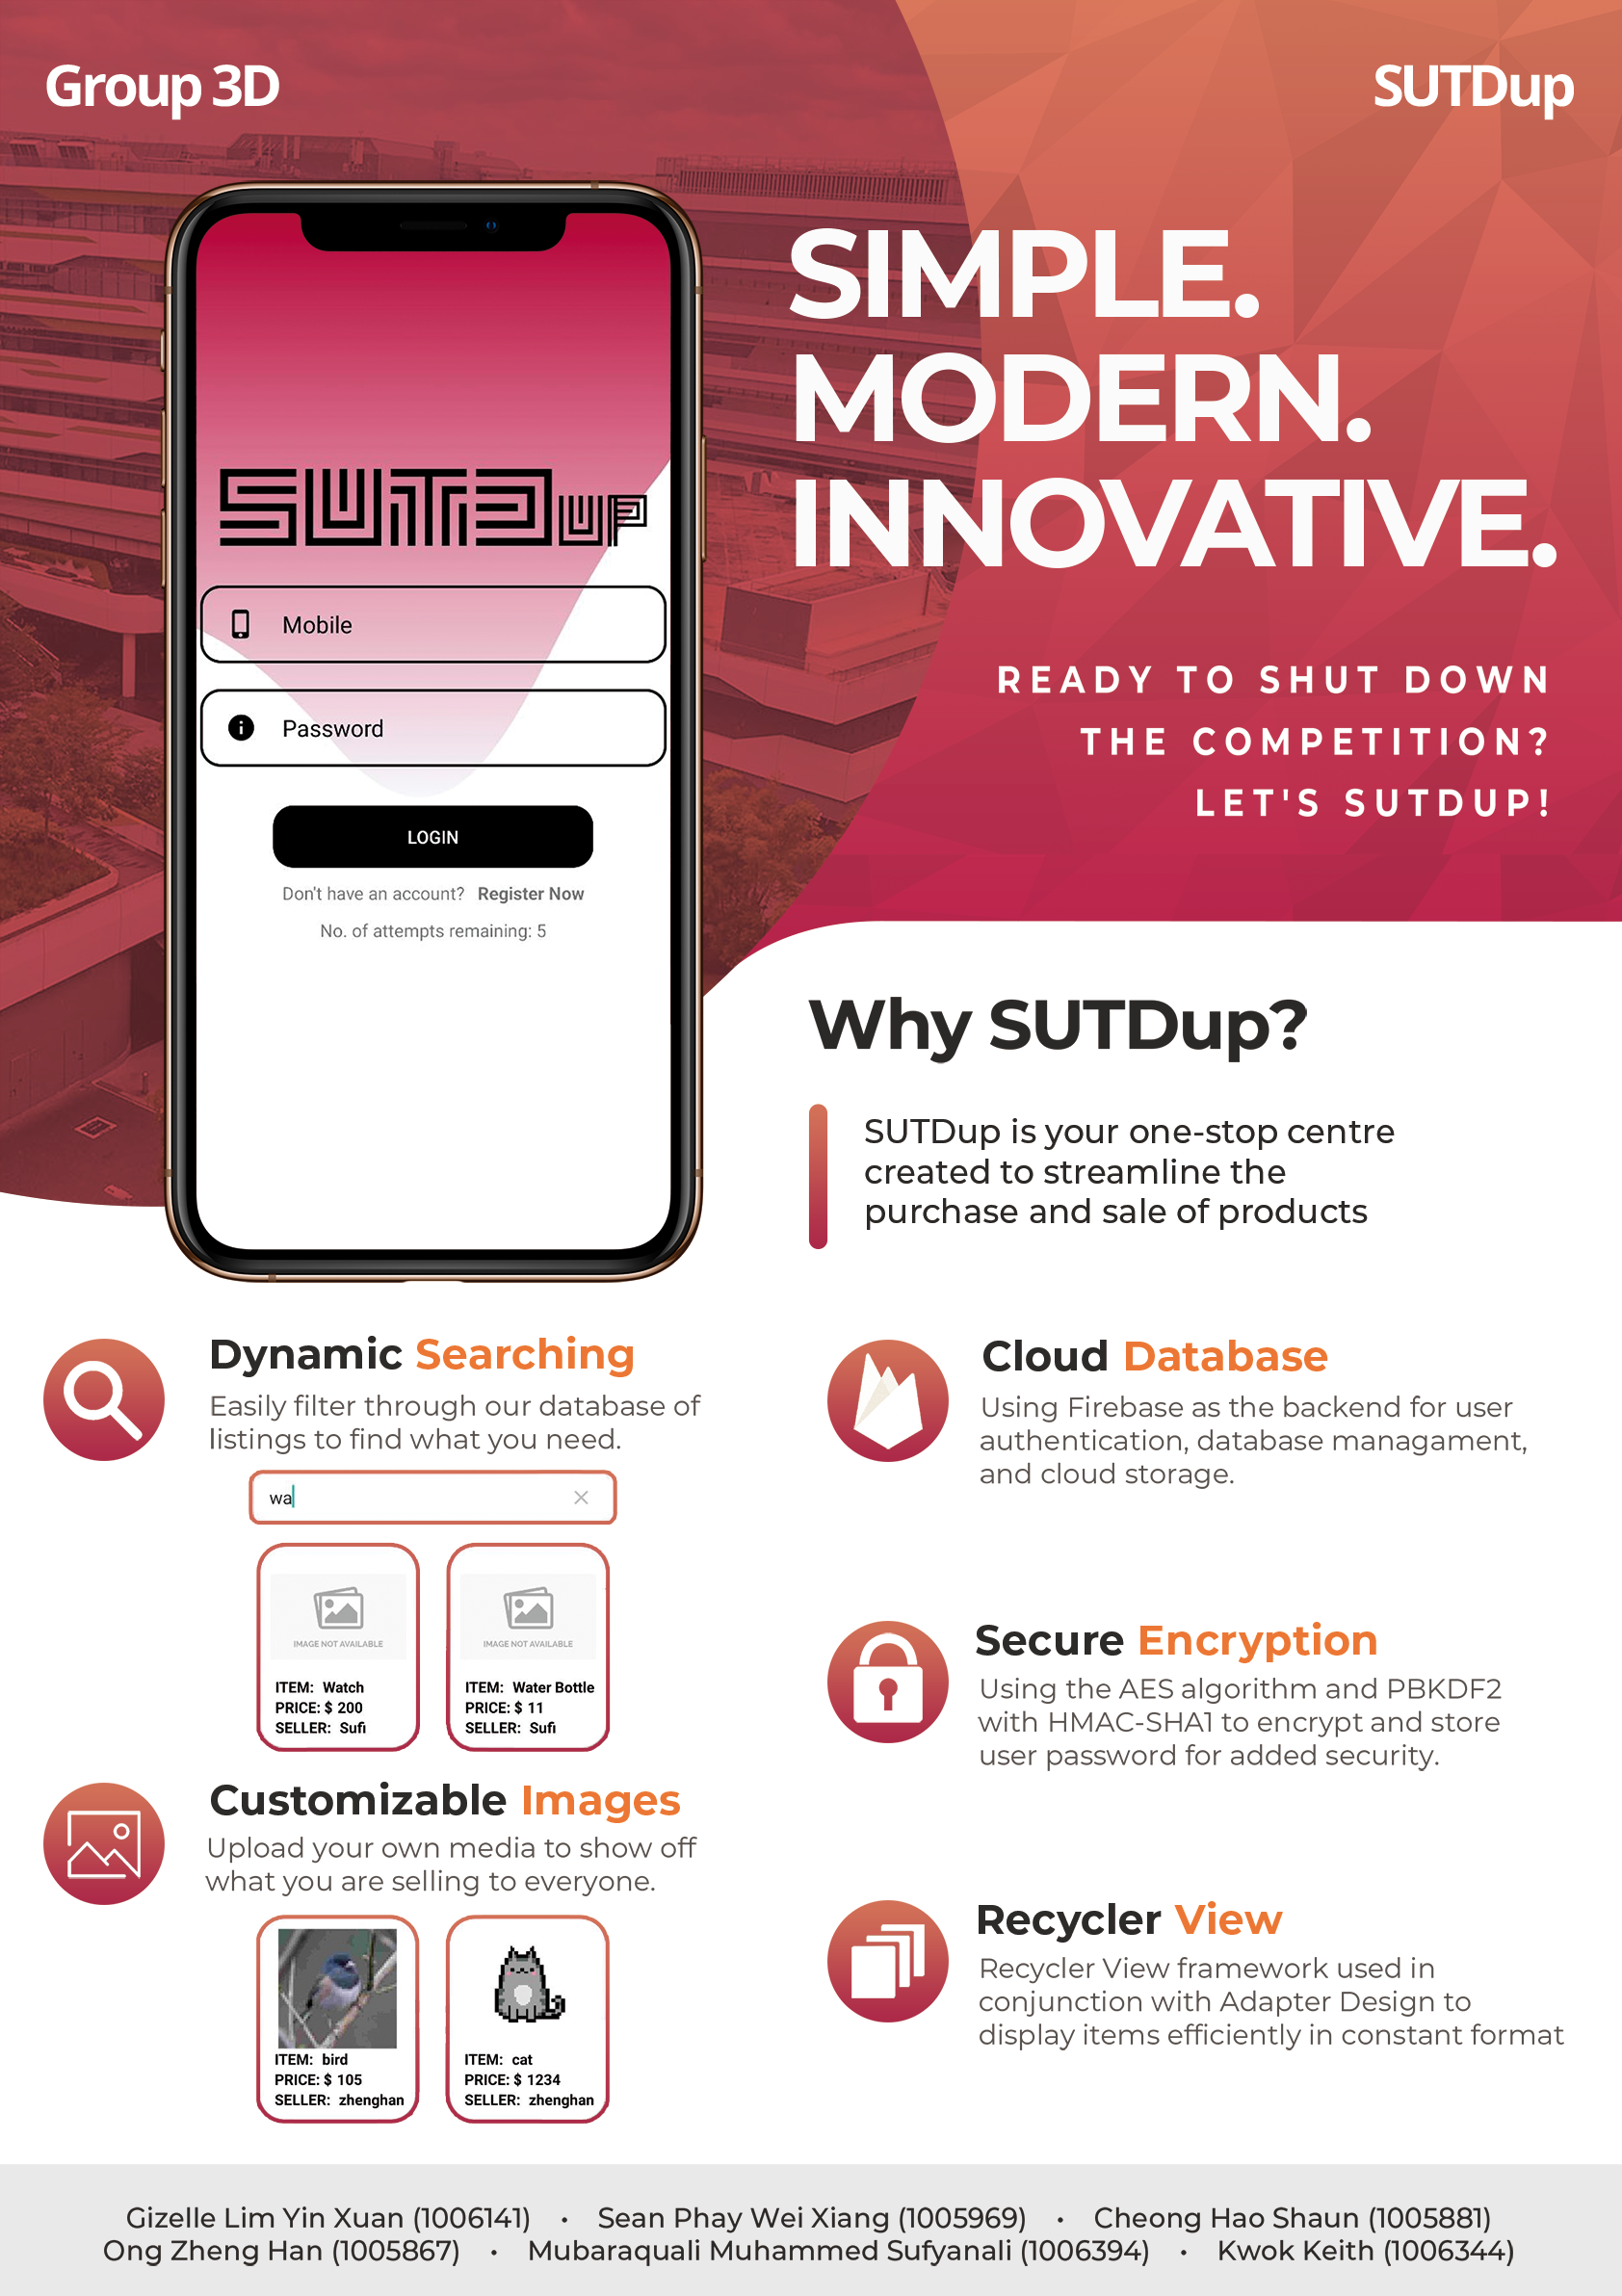 Group 3D
SUTDup
SUTDUP
Mobile
Password
LOGIN
Don't have an account? Register Now
No. of attempts remaining: 5
SIMPLE.
MODERN.
INNOVATIVE.
READY TO SHUT DOWN
THE COMPETITION?
LET'S SUTDUP!
Why SUTDup?
SUTDup is your one-stop centre
created to streamline the
purchase and sale of products
Dynamic Searching
Easily filter through our database of
listings to find what you need.
wa
IMAGE NOT AVAILABLE
ITEM: Watch
PRICE: $ 200
SELLER: Sufi
IMAGE NOT AVAILABLE
ITEM: Water Bottle
PRICE: $ 11
SELLER: Sufi
Customizable Images
Upload your own media to show off
what you are selling to everyone.
ITEM: bird
PRICE: $ 105
SELLER: zhenghan
ITEM: cat
PRICE: $ 1234
SELLER: zhenghan
Cloud Database
Using Firebase as the backend for user
authentication, database managament,
and cloud storage.
Secure Encryption
Using the AES algorithm and PBKDF2
with HMAC-SHA1 to encrypt and store
user password for added security.
Recycler View
Recycler View framework used in
conjunction with Adapter Design to
display items efficiently in constant format
Gizelle Lim Yin Xuan (1006141) • Sean Phay Wei Xiang (1005969) • Cheong Hao Shaun (1005881)
Ong Zheng Han (1005867) • Mubaraquali Muhammed Sufyanali (1006394) • Kwok Keith (1006344)